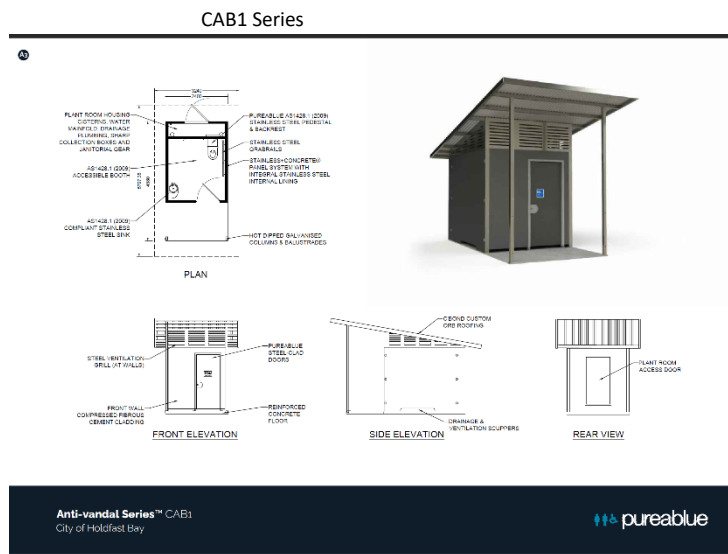 CAB1 Series
A3
2400
PLANT ROOM HOUSING
CISTERNS, WATER
MAINFOLD, DRAINAGE
PLUMBING, SHARP
COLLECTION BOXES AND
JANITORIAL GEAR
AS1428.1 (2009)
ACCESSIBLE BOOTH
AS1428.1 (2009)
COMPLIANT STAINLESS
STEEL SINK
PUREABLUE AS1428.1 (2009)
STAINLESS STEEL PEDESTAL
& BACKREST
STAINLESS STEEL
GRABRAILS
STAINLESS+CONCRETE
PANEL SYSTEM WITH
INTEGRAL STAINLESS STEEL
INTERNAL LINING
HOT DIPPED GALVANISED
COLUMNS & BALUSTRADES
PLAN
STEEL VENTILATION
GRILL (AT WALLS)
FRONT WALL
COMPRESSED FIBROUS
CEMENT CLADDING
PUREABLUE
STEEL-CLAD
DOORS
REINFORCED
CONCRETE
FLOOR
FRONT ELEVATION
CUSTOM
ORB ROOFING
DRAINAGE &
VENTILATION SCUPPERS
SIDE ELEVATION
PLANT ROOM
ACCESS DOOR
REAR VIEW
Anti-vandal Series™ CAB1
City of Holdfast Bay
pureablue